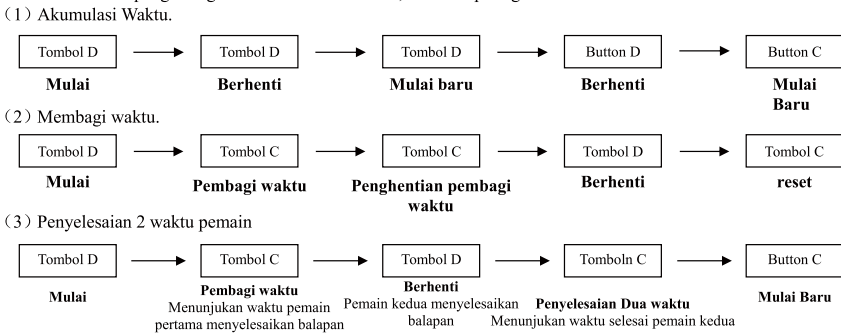 （1）Akumulasi Waktu.
Tombol D Tombol D Tombol D Button D Button C
Mulai Berhenti Mulai baru Berhenti Mulai
Baru
（2）Membagi waktu.
Tombol D Tombol C Tombol C Tombol D Tombol C
Mulai Pembagi waktu Penghentian pembagi Berhenti reset
waktu
（3）Penyelesaian 2 waktu pemain
Tombol D Tombol C Tombol D Tomboln C Button C
Mulai Pembagi waktu Berhenti Penyelesaian Dua waktu Mulai Baru
Menunjukan waktu pemain Pemain kedua menyelesaikan Menunjukan waktu selesai pemain kedua
pertama menyelesaikan balapan balapan